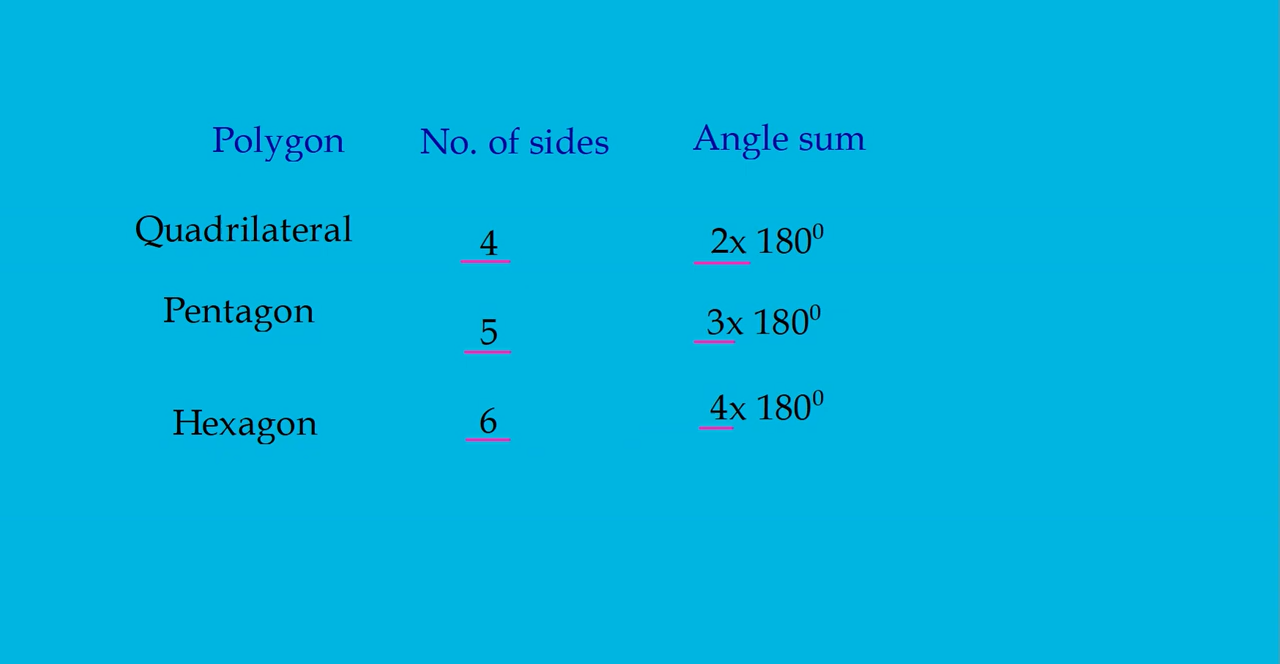 Polygon No. of sides Angle sum
Quadrilateral 4 2x 180⁰
Pentagon 5 3x 180⁰
Hexagon 6 4x 180⁰